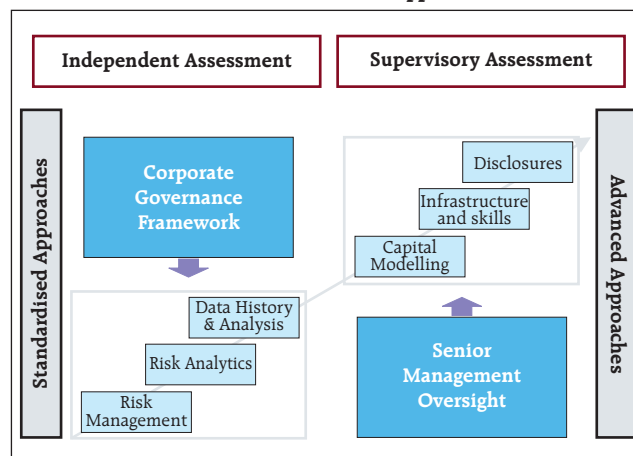 Independent Assessment
Supervisory Assessment
Standardised Approaches
Corporate
Governance
Framework
Disclosures
Infrastructure
and skills
Capital
Modelling
Data History
& Analysis
Risk Analytics
Risk
Management
Senior
Management
Oversight
Advanced Approaches